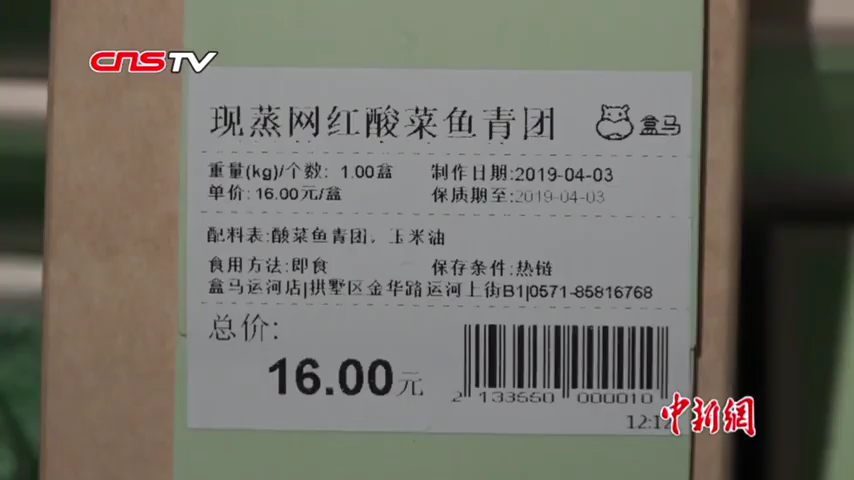 CNSTV
现蒸网红酸菜鱼青团 盒马
重量(kg)/个数: 1.00盒 制作日期:2019-04-03
单价: 16.00元/盒 保质期至:2019-04-03
配料表:酸菜鱼青团，玉米油
食用方法:即食 保存条件:热链
盒马运河店|拱墅区金华路运河上街B1|0571-85816768
总价:
16.00元
2 133550 000010
12:12
中新網